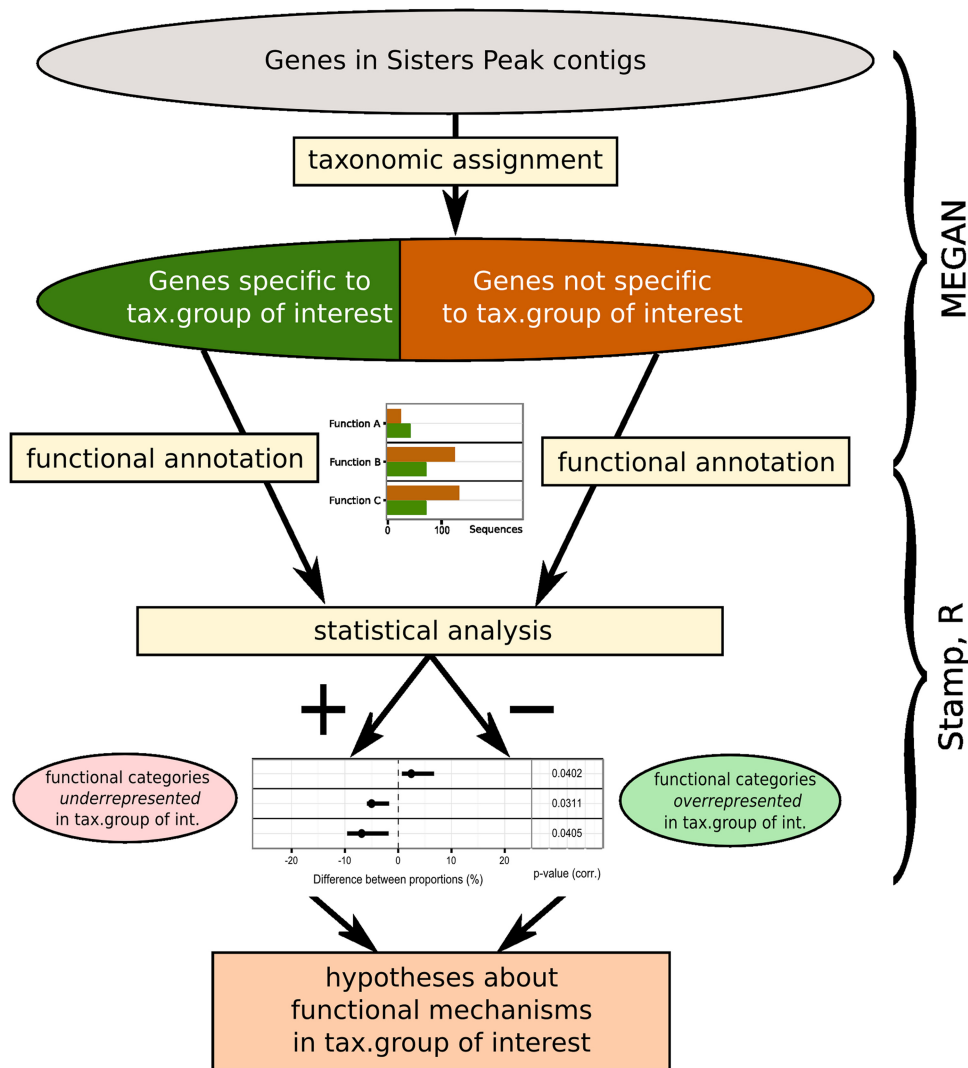 Genes in Sisters Peak contigs
taxonomic assignment
Genes specific to
tax.group of interest
Genes not specific
to tax.group of interest
MEGAN
functional annotation
Function A
Function B
Function C
0
100
Sequences
functional annotation
statistical analysis
+
−
Stamp, R
functional categories
underrepresented
in tax.group of int.
0.0402
0.0311
0.0405
-20
-10
0
10
20
Difference between proportions (%)
p-value (corr.)
functional categories
overrepresented
in tax.group of int.
hypotheses about
functional mechanisms
in tax.group of interest